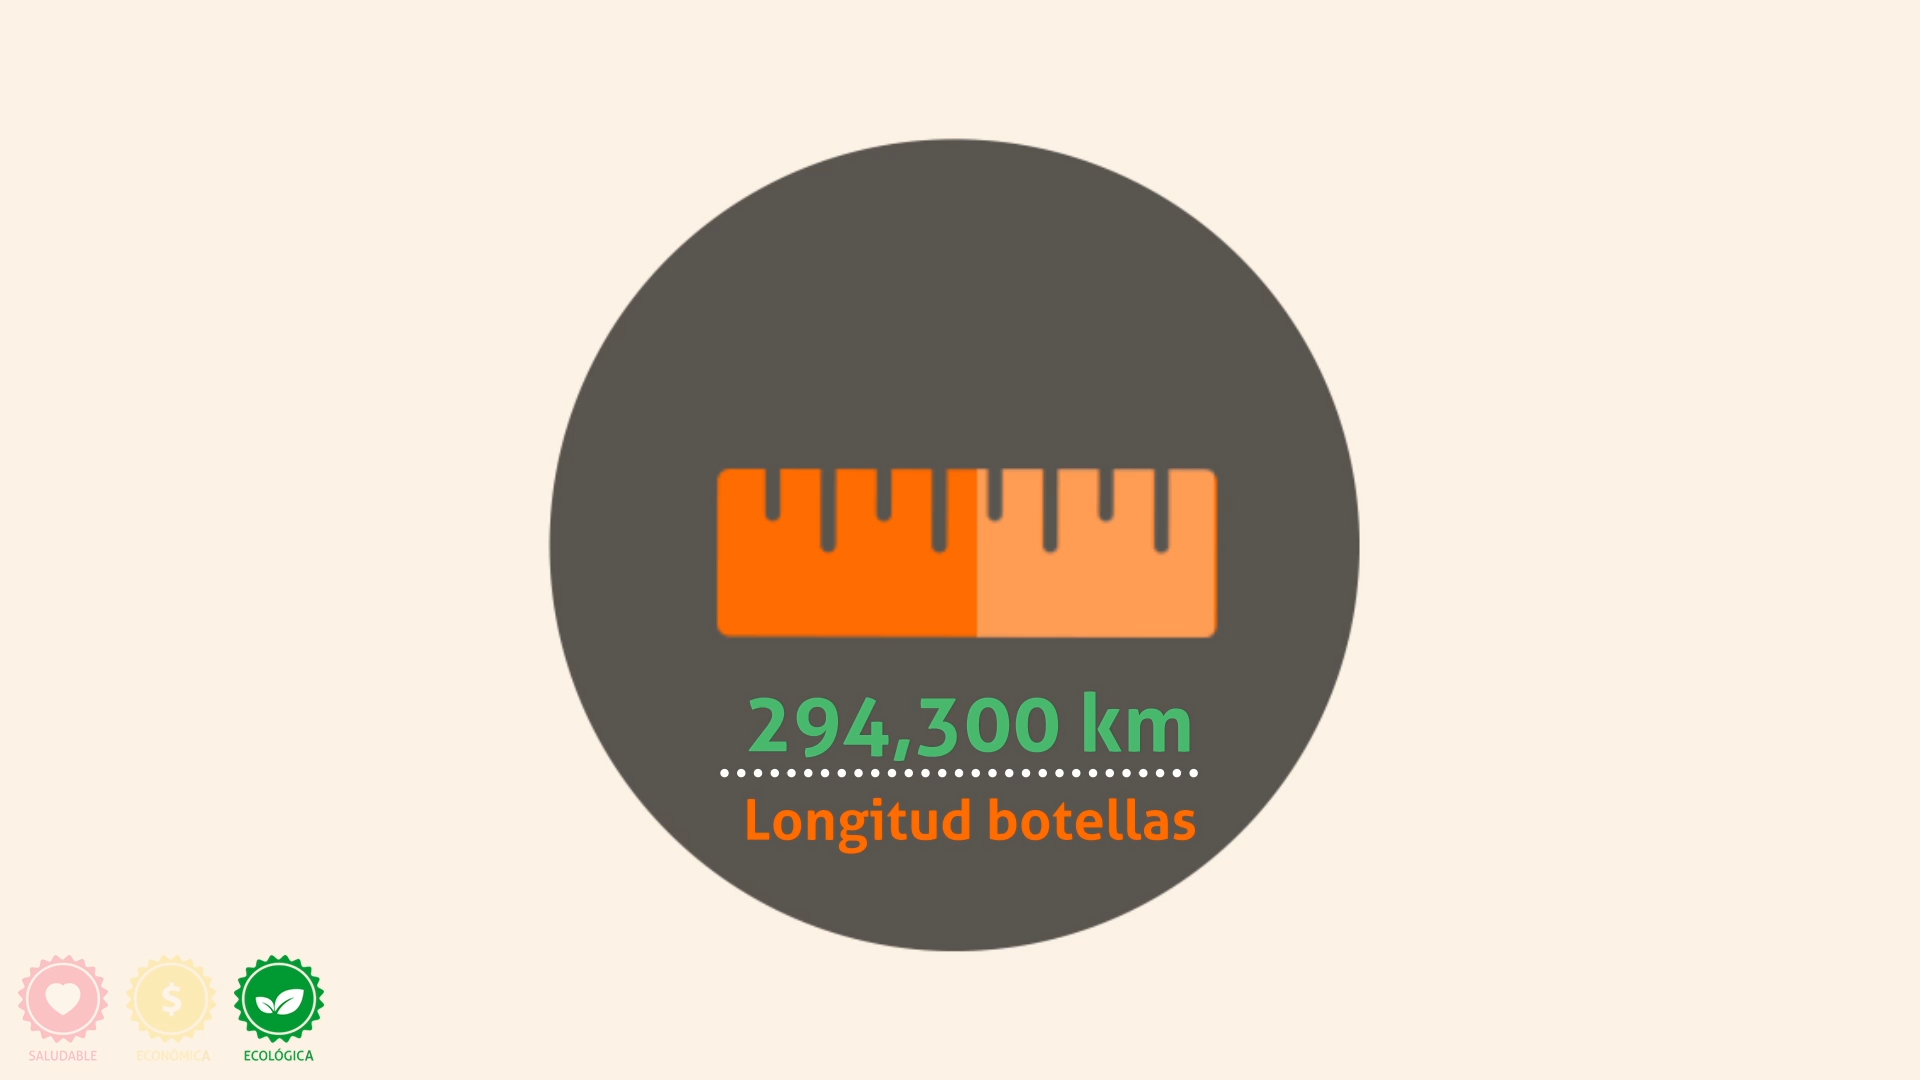 294,300 km
Longitud botellas
$
SALUDABLE
ECONÓMICA
ECOLÓGICA